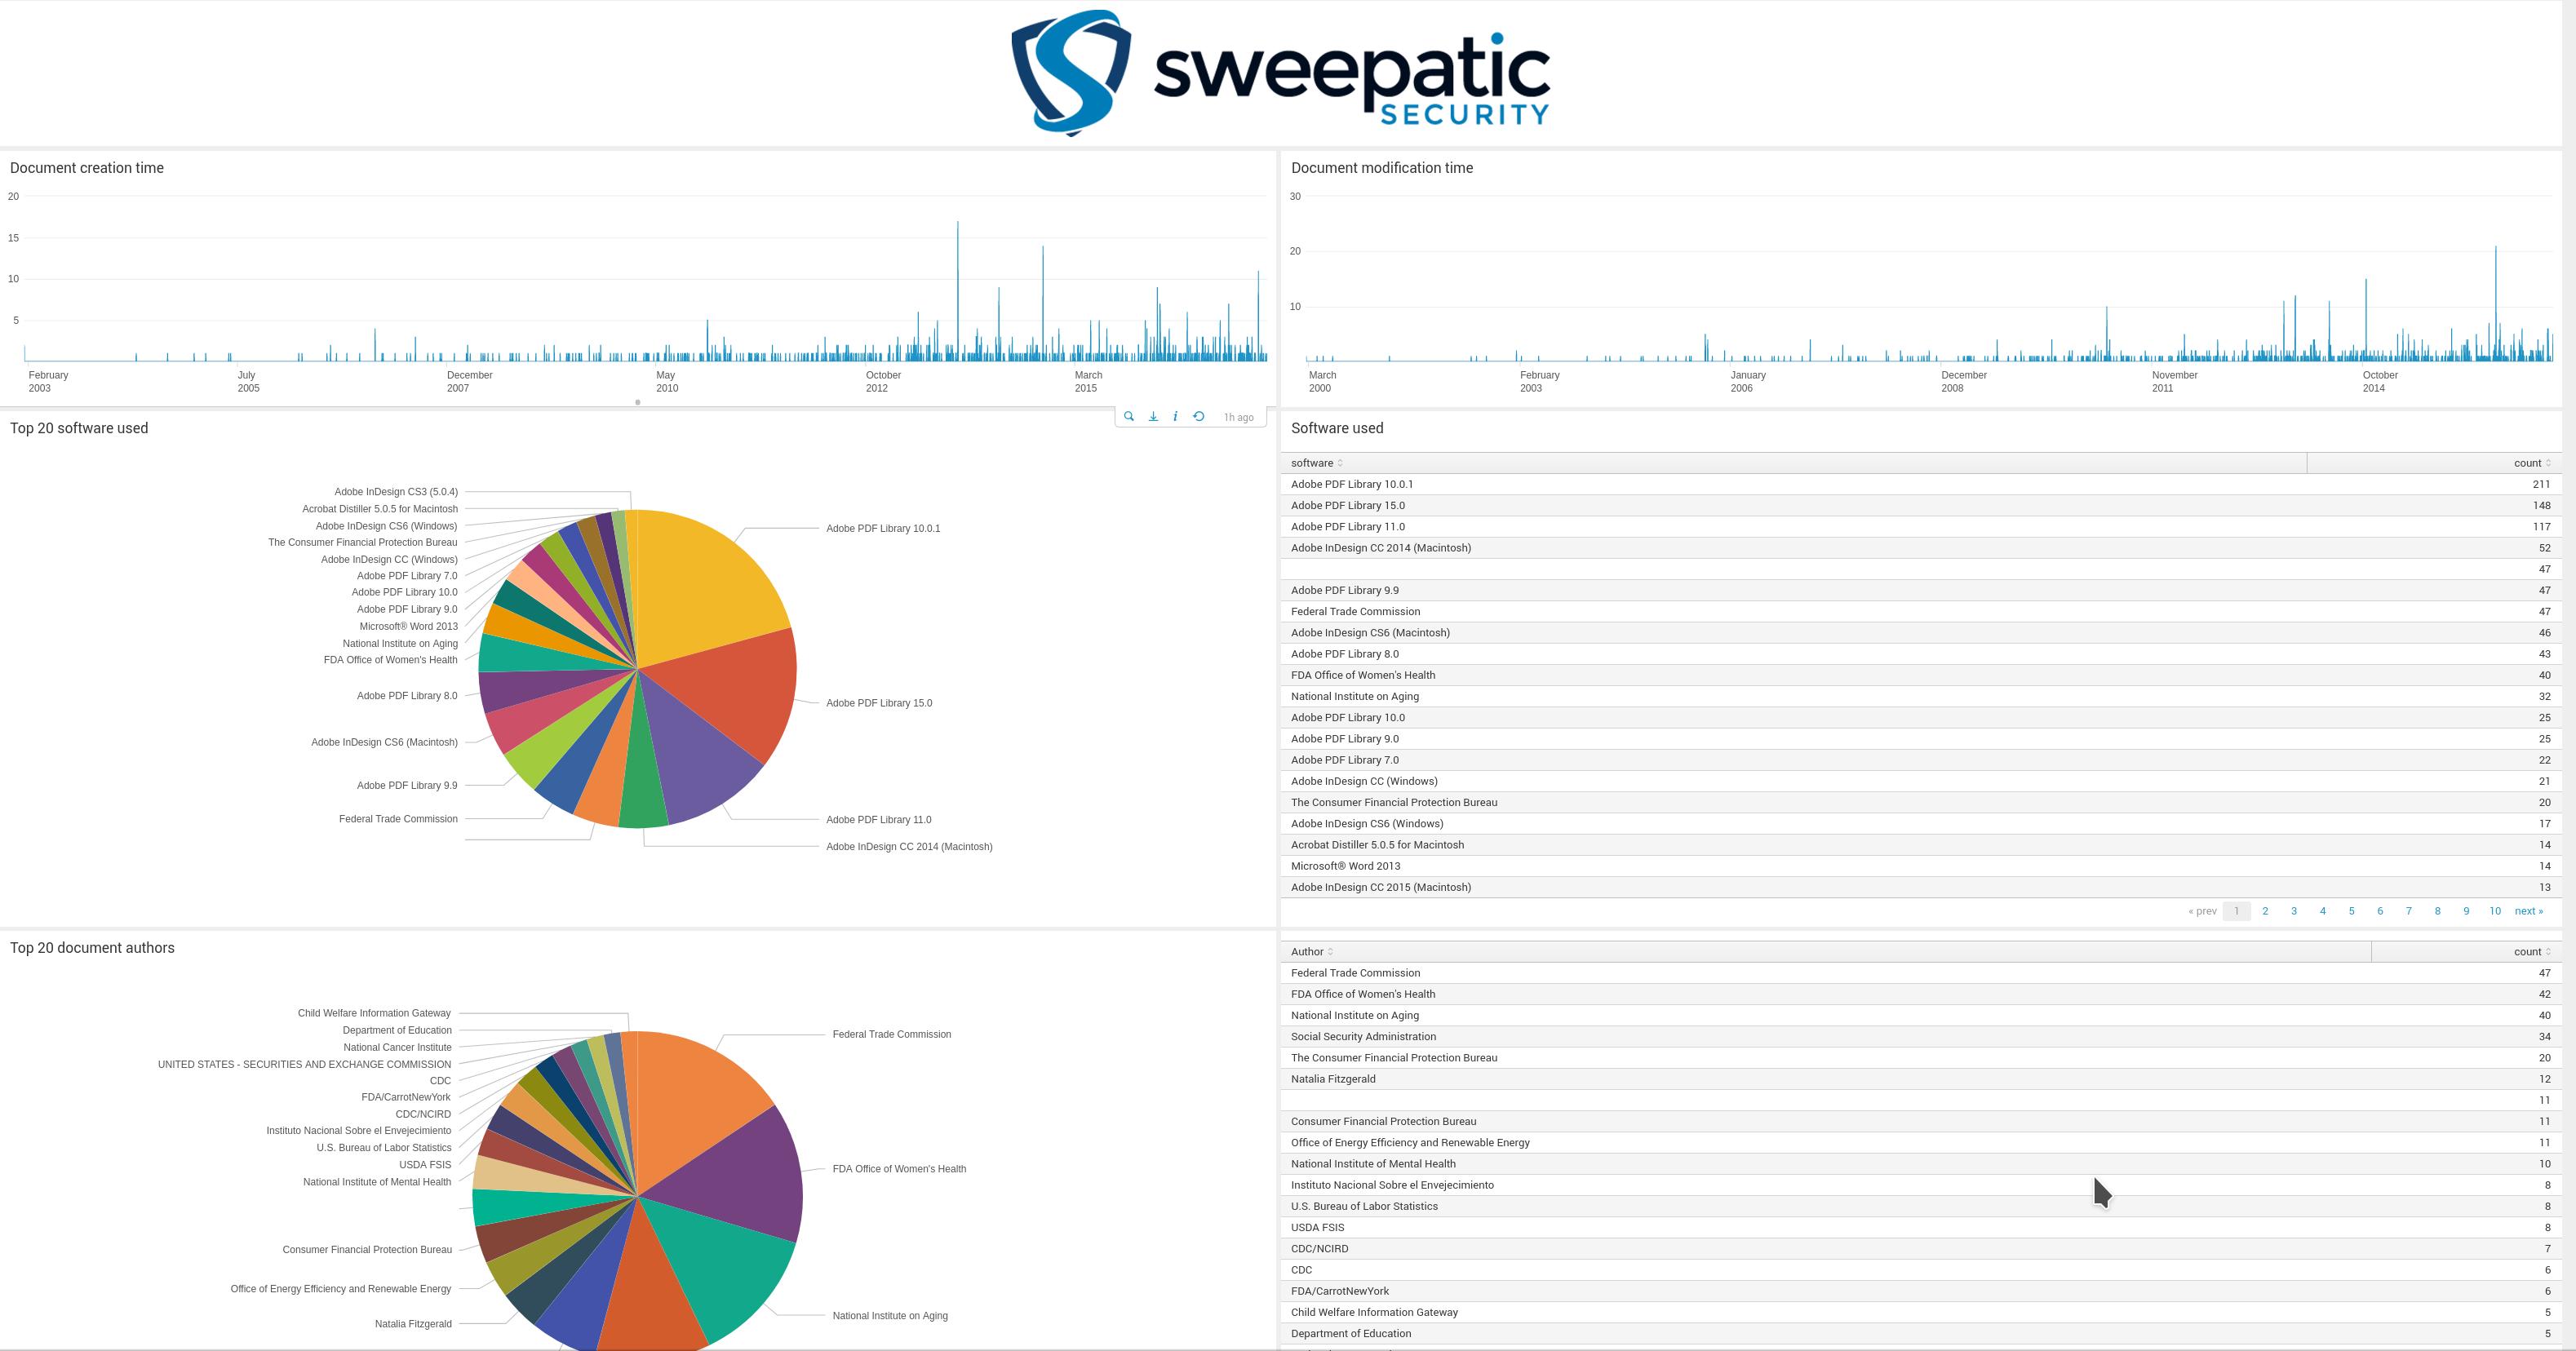 sweepatic
SECURITY
Document creation time
20
15
10
5
February
2003
July
2005
December
2007
May
2010
October
2012
March
2015
Document modification time
30
20
10
March
2000
February
2003
January
2006
December
2008
November
2011
October
2014
i
1h ago
Top 20 software used
Adobe InDesign CS3 (5.0.4)
Acrobat Distiller 5.0.5 for Macintosh
Adobe InDesign CS6 (Windows)
The Consumer Financial Protection Bureau
Adobe InDesign CC (Windows)
Adobe PDF Library 7.0
Adobe PDF Library 10.0
Adobe PDF Library 9.0
Microsoft® Word 2013
National Institute on Aging
FDA Office of Women's Health
Adobe PDF Library 8.0
Adobe InDesign CS6 (Macintosh)
Adobe PDF Library 9.9
Federal Trade Commission
Adobe PDF Library 10.0.1
Adobe PDF Library 15.0
Adobe PDF Library 11.0
Adobe InDesign CC 2014 (Macintosh)
Software used
software count
Adobe PDF Library 10.0.1 211
Adobe PDF Library 15.0 148
Adobe PDF Library 11.0 117
Adobe InDesign CC 2014 (Macintosh) 52
47
Adobe PDF Library 9.9 47
Federal Trade Commission 47
Adobe InDesign CS6 (Macintosh) 46
Adobe PDF Library 8.0 43
FDA Office of Women's Health 40
National Institute on Aging 32
Adobe PDF Library 10.0 25
Adobe PDF Library 9.0 25
Adobe PDF Library 7.0 22
Adobe InDesign CC (Windows) 21
The Consumer Financial Protection Bureau 20
Adobe InDesign CS6 (Windows) 17
Acrobat Distiller 5.0.5 for Macintosh 14
Microsoft® Word 2013 14
Adobe InDesign CC 2015 (Macintosh) 13
« prev 1 2 3 4 5 6 7 8 9 10 next »
Top 20 document authors
Child Welfare Information Gateway
Department of Education
National Cancer Institute
UNITED STATES - SECURITIES AND EXCHANGE COMMISSION
CDC
FDA/CarrotNewYork
CDC/NCIRD
Instituto Nacional Sobre el Envejecimiento
U.S. Bureau of Labor Statistics
USDA FSIS
National Institute of Mental Health
Consumer Financial Protection Bureau
Office of Energy Efficiency and Renewable Energy
Natalia Fitzgerald
Federal Trade Commission
FDA Office of Women's Health
National Institute on Aging
Author count
Federal Trade Commission 47
FDA Office of Women's Health 42
National Institute on Aging 40
Social Security Administration 34
The Consumer Financial Protection Bureau 20
Natalia Fitzgerald 12
11
Consumer Financial Protection Bureau 11
Office of Energy Efficiency and Renewable Energy 11
National Institute of Mental Health 10
Instituto Nacional Sobre el Envejecimiento 8
U.S. Bureau of Labor Statistics 8
USDA FSIS 8
CDC/NCIRD 7
CDC 6
FDA/CarrotNewYork 6
Child Welfare Information Gateway 5
Department of Education 5